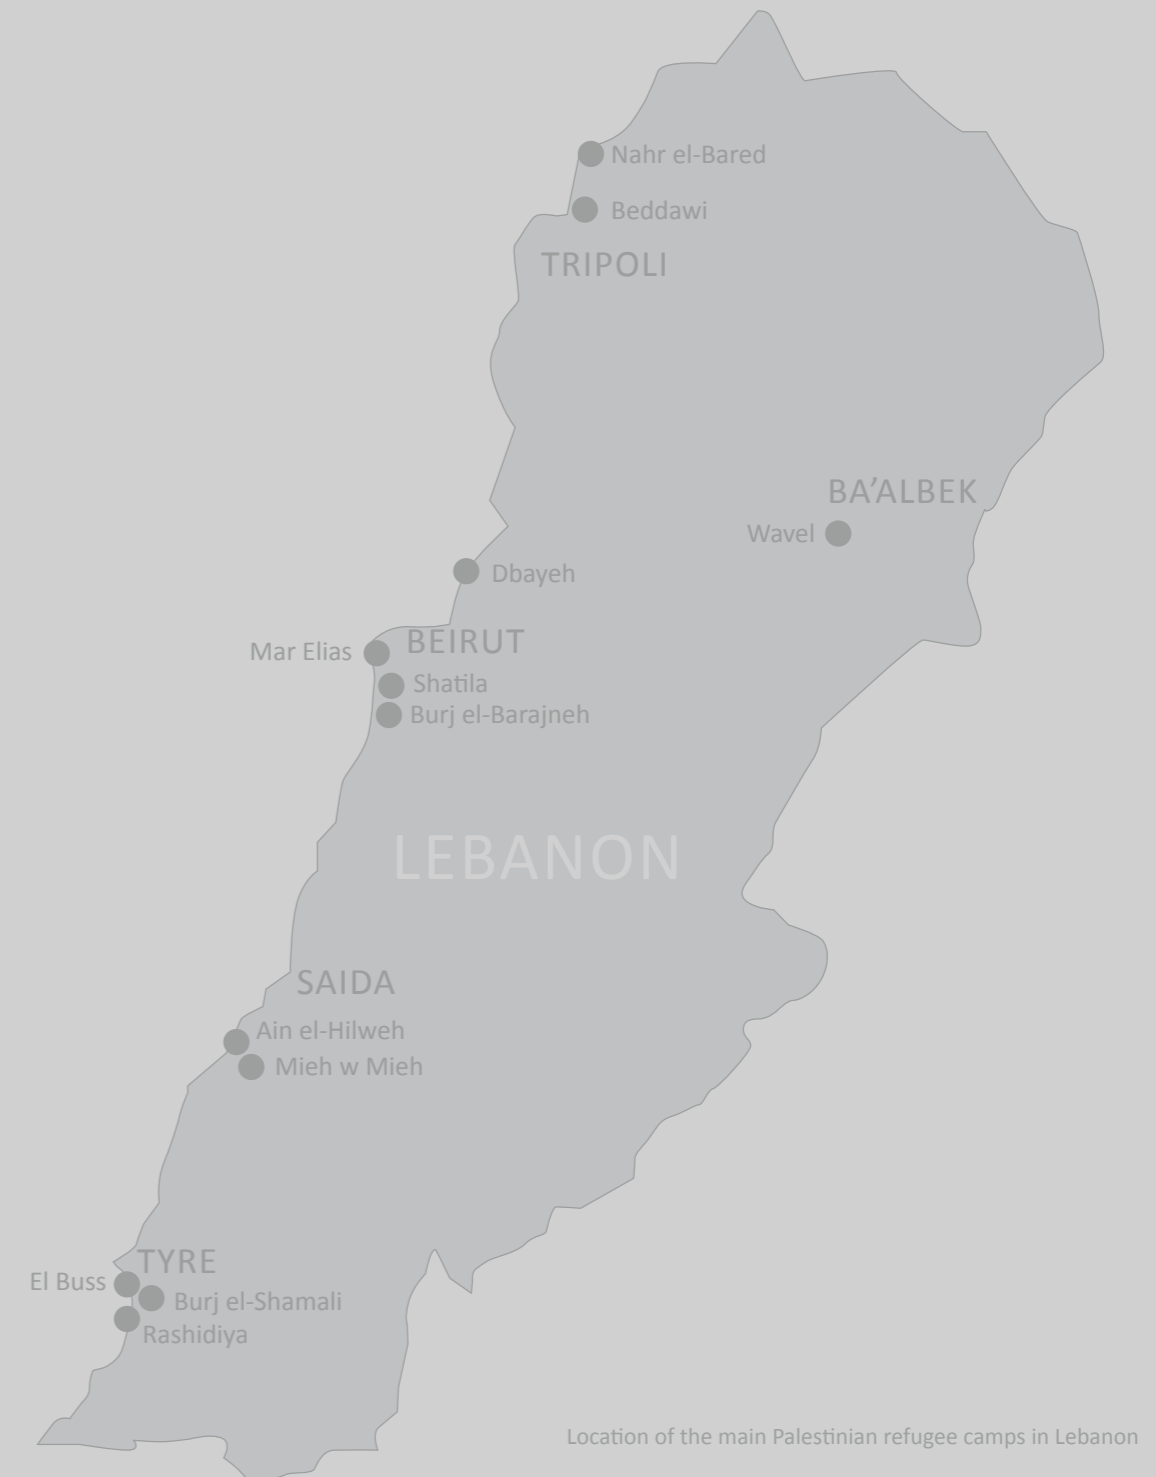 Nahr el-Bared
Beddawi
TRIPOLI
BA’ALBEK
Wavel
Dbayeh
BEIRUT
Mar Elias
Shatila
Burj el-Barajneh
LEBANON
SAIDA
Ain el-Hilweh
Mieh w Mieh
TYRE
El Buss
Burj el-Shamali
Rashidiya
Location of the main Palestinian refugee camps in Lebanon